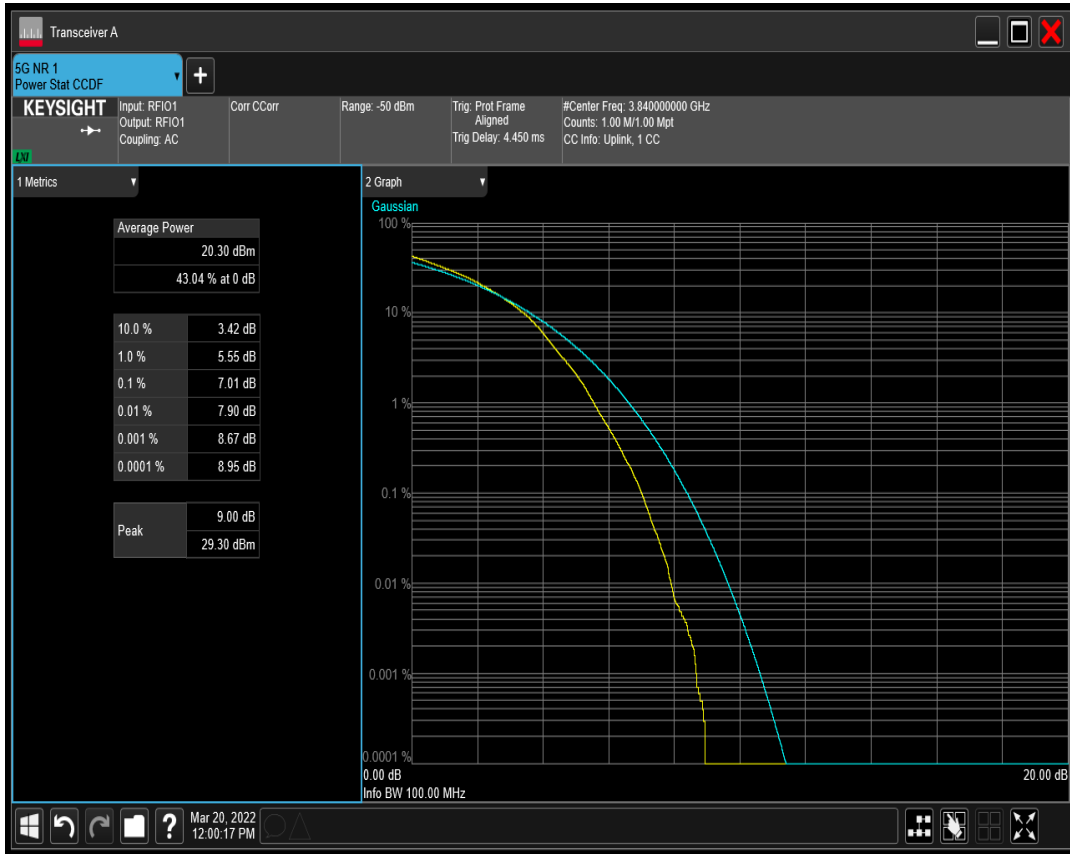 Transceiver A
5G NR 1
Power Stat CCDF
+
KEYSIGHT
LXI
Input: RFIO1
Output: RFIO1
Coupling: AC
Corr CCorr
Range: -50 dBm
Trig: Prot Frame
Aligned
Trig Delay: 4.450 ms
#Center Freq: 3.840000000 GHz
Counts: 1.00 M/1.00 Mpt
CC Info: Uplink, 1 CC
1 Metrics
Average Power
20.30 dBm
43.04 % at 0 dB
10.0 % 3.42 dB
1.0 % 5.55 dB
0.1 % 7.01 dB
0.01 % 7.90 dB
0.001 % 8.67 dB
0.0001 % 8.95 dB
Peak
9.00 dB
29.30 dBm
2 Graph
Gaussian
100 %
10 %
1 %
0.1 %
0.01 %
0.001 %
0.0001 %
0.00 dB 20.00 dB
Info BW 100.00 MHz
?
Mar 20, 2022
12:00:17 PM